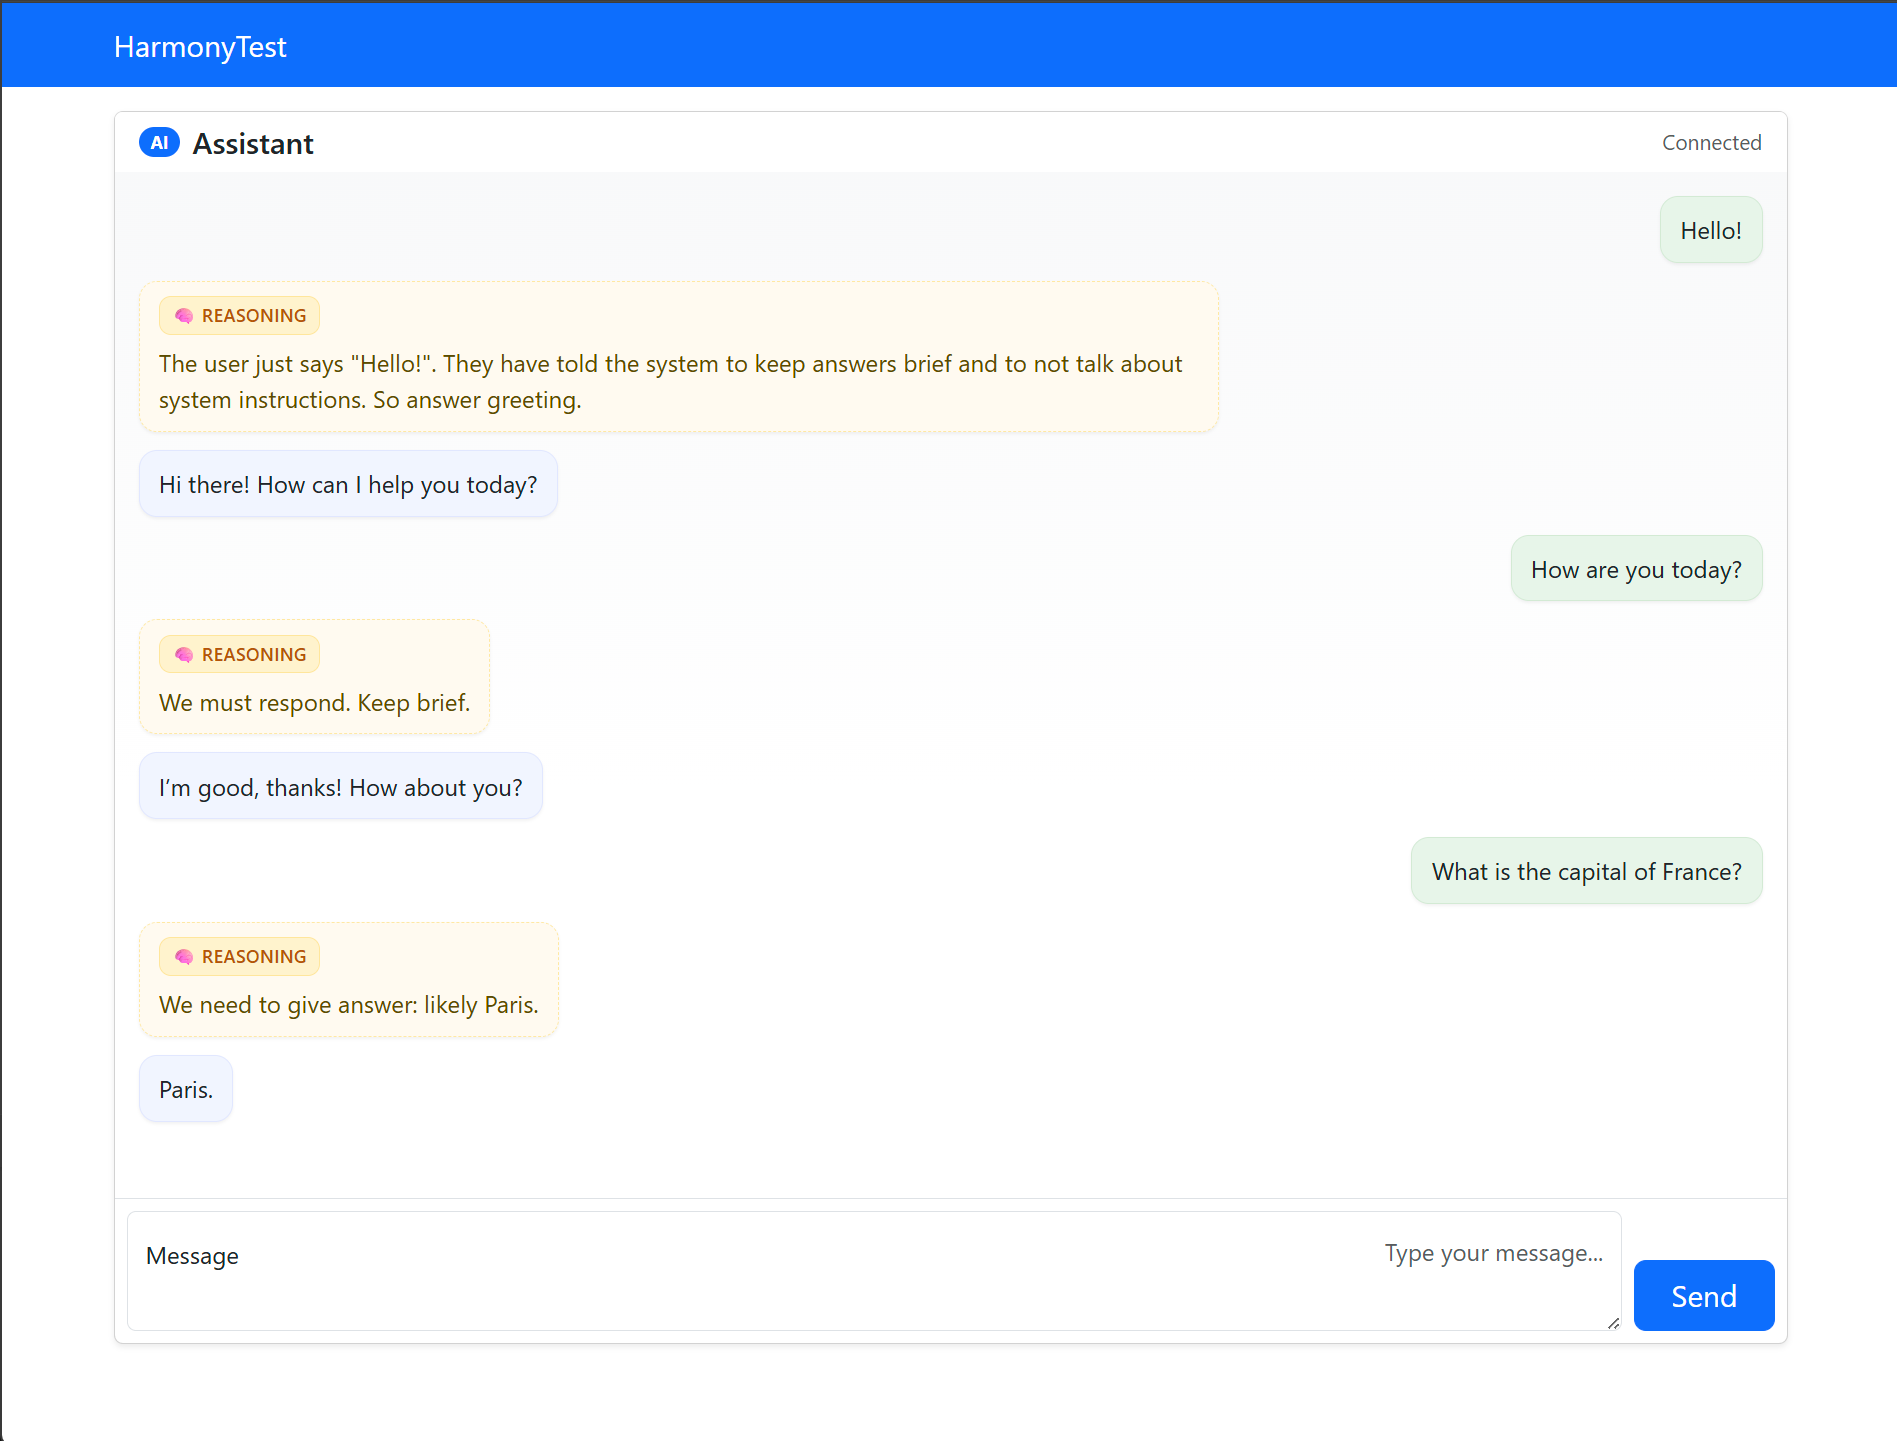 HarmonyTest
AI Assistant
Connected
Hello!
REASONING
The user just says "Hello!". They have told the system to keep answers brief and to not talk about
system instructions. So answer greeting.
Hi there! How can I help you today?
How are you today?
REASONING
We must respond. Keep brief.
I’m good, thanks! How about you?
What is the capital of France?
REASONING
We need to give answer: likely Paris.
Paris.
Message
Type your message...
Send